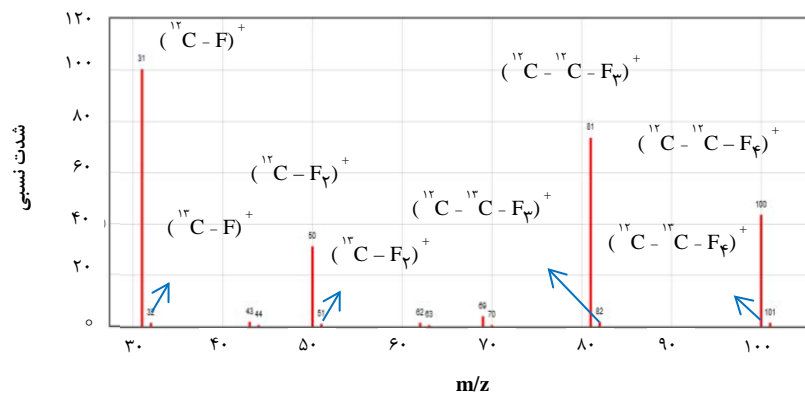 ۱۲۰
(¹²C – F)⁺
(¹²C – ¹²C – F₃)⁺
۱۰۰
31
81
۸۰
(¹²C – ¹²C – F₄)⁺
شدت نسبی
۶۰
(¹²C – F₂)⁺
(¹²C – ¹³C – F₃)⁺
100
۴۰
(¹³C – F)⁺
50
(¹³C – F₂)⁺
(¹²C – ¹³C – F₄)⁺
۲۰
32 43 44 51 62 63 69 70 82 101
۰
۳۰ ۴۰ ۵۰ ۶۰ ۷۰ ۸۰ ۹۰ ۱۰۰
m/z